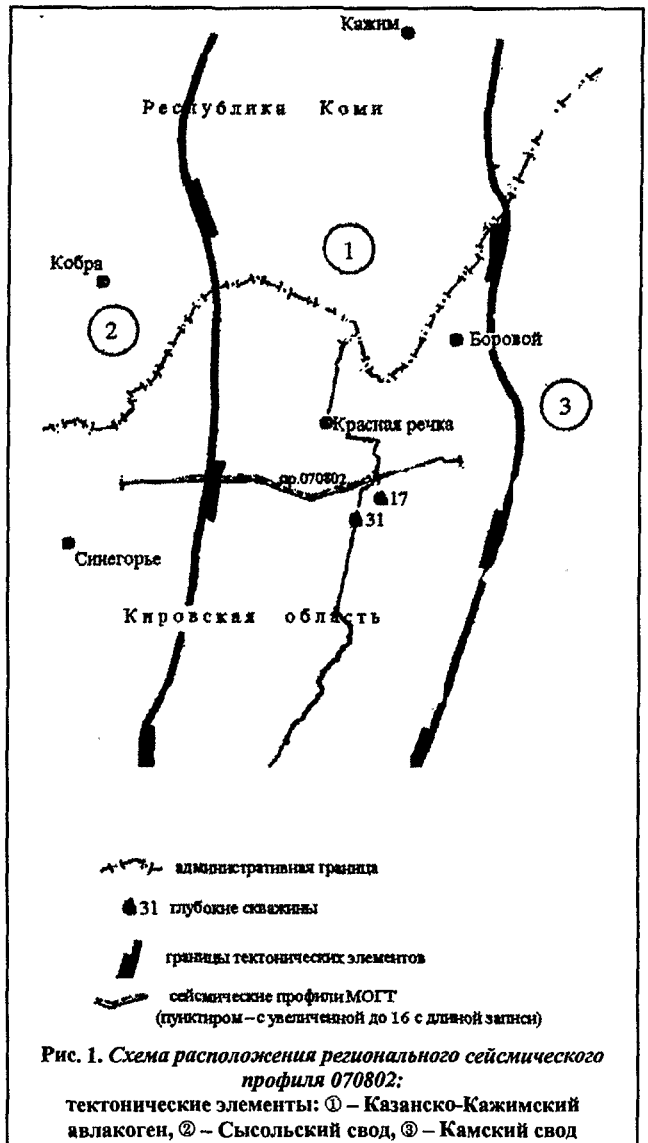 Кажим
Республика Коми
1
Кобра
2
Боровой
3
Красная речка
пр.070802
17
31
Синегорье
Кировская область
административная граница
31 глубокие скважины
границы тектонических элементов
сейсмические профили МОГТ
(пунктиром – с увеличенной до 16 с длиной записи)
Рис. 1. Схема расположения регионального сейсмического
профиля 070802:
тектонические элементы: ① – Казанско-Кажимский
авлакоген, ② – Сысольский свод, ③ – Камский свод